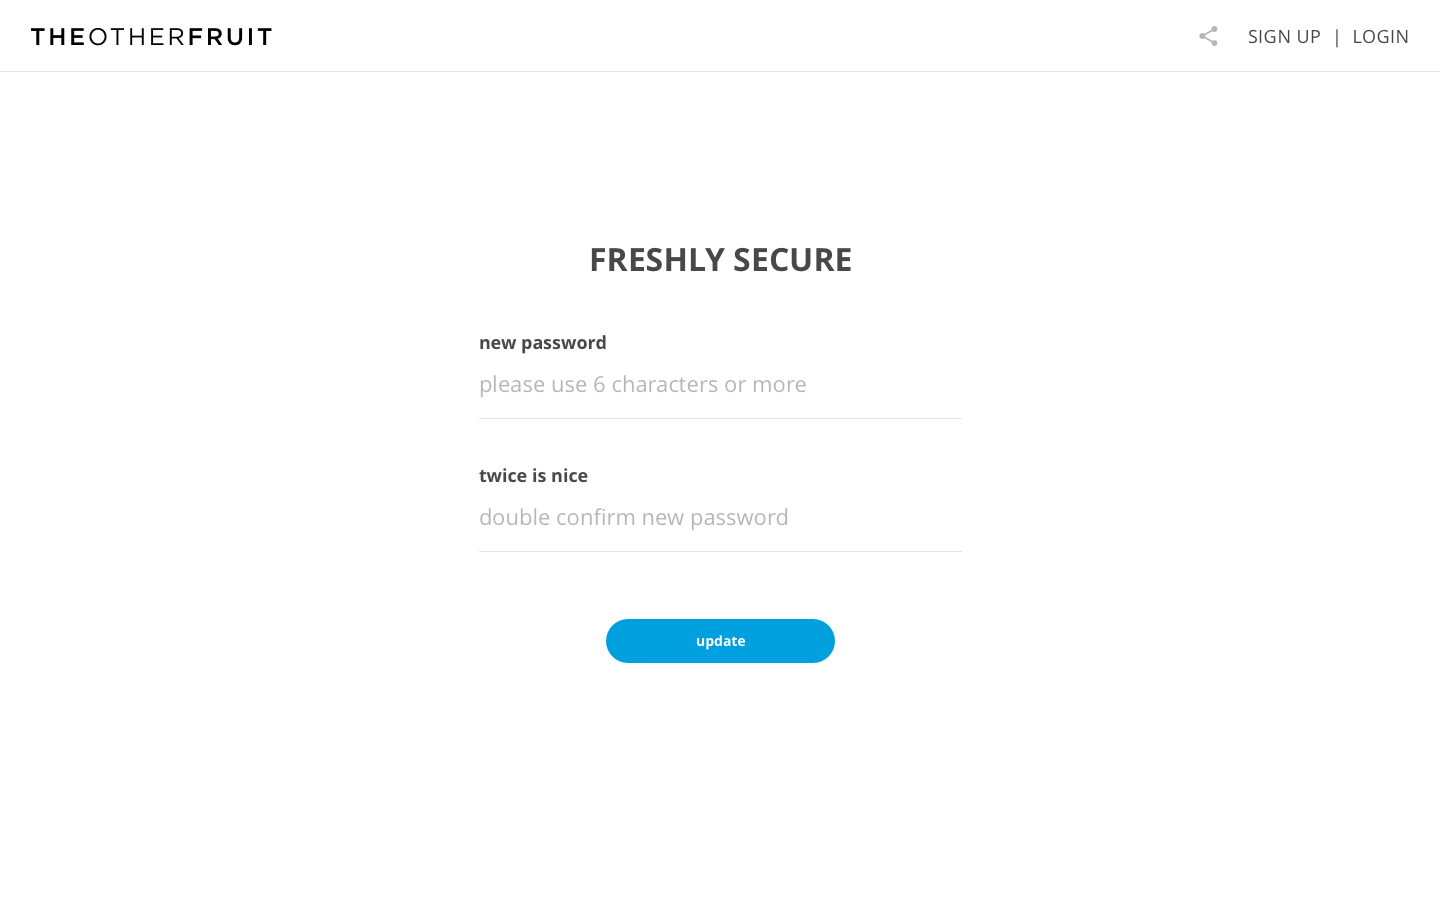 THEOTHERFRUIT
SIGN UP | LOGIN
FRESHLY SECURE
new password
please use 6 characters or more
twice is nice
double confirm new password
update